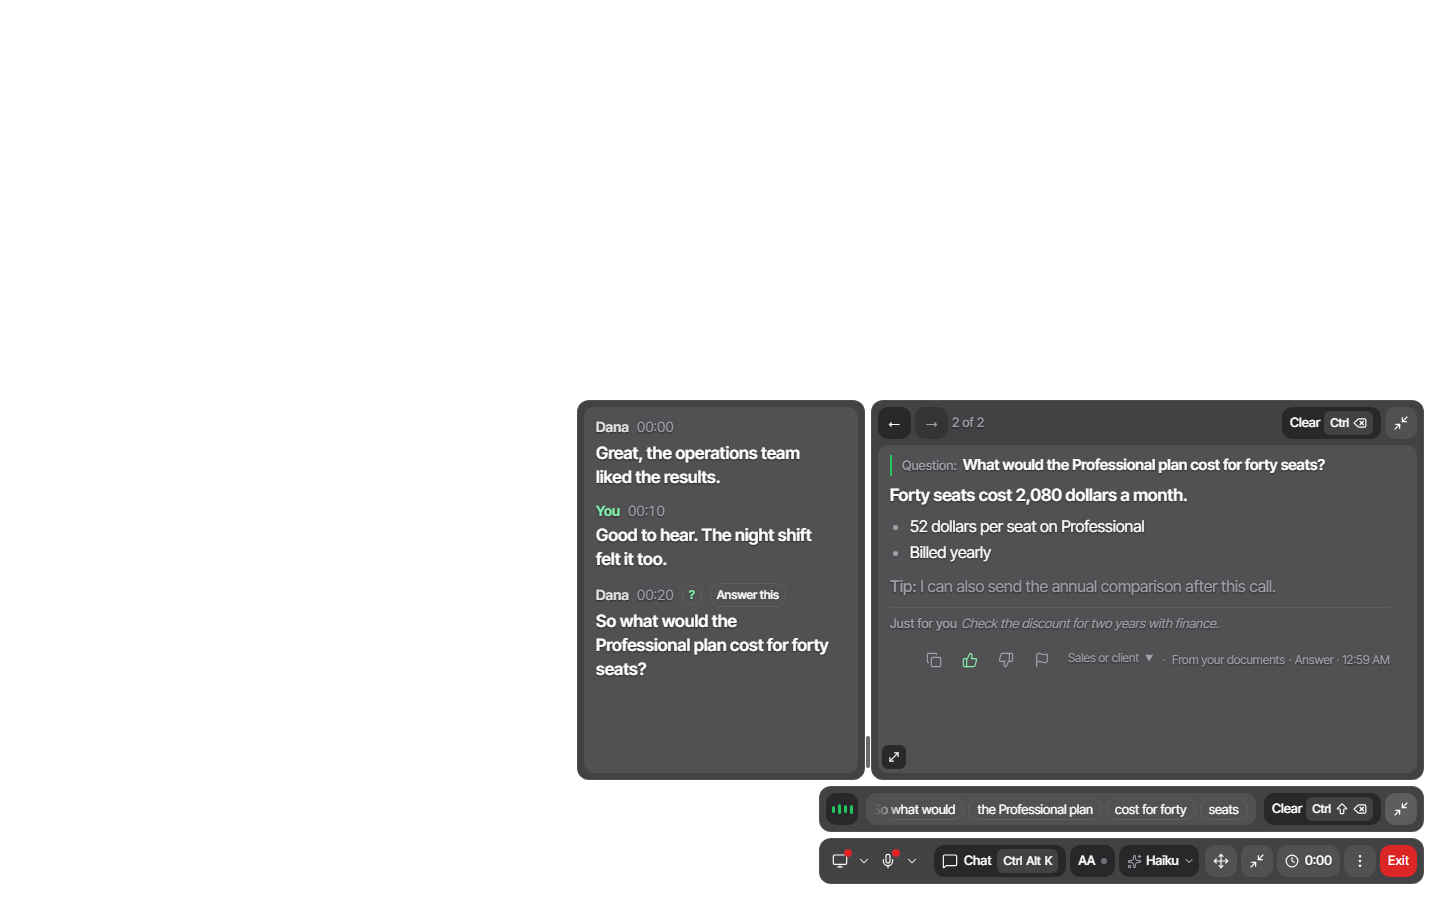 Dana 00:00
Great, the operations team
liked the results.
You 00:10
Good to hear. The night shift
felt it too.
Dana 00:20 ? Answer this
So what would the
Professional plan cost for forty
seats?
← → 2 of 2 Clear Ctrl
Question: What would the Professional plan cost for forty seats?
Forty seats cost 2,080 dollars a month.
• 52 dollars per seat on Professional
• Billed yearly
Tip: I can also send the annual comparison after this call.
Just for you Check the discount for two years with finance.
Sales or client ▼ · From your documents · Answer · 12:59 AM
So what would the Professional plan cost for forty seats Clear Ctrl
Chat Ctrl Alt K AA Haiku 0:00 Exit